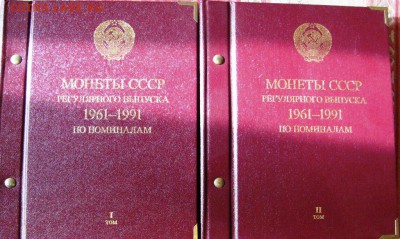 МОНЕТЫ СССР
РЕГУЛЯРНОГО ВЫПУСКА
1961–1991
ПО НОМИНАЛАМ
I
ТОМ
МОНЕТЫ СССР
РЕГУЛЯРНОГО ВЫПУСКА
1961–1991
ПО НОМИНАЛАМ
II
ТОМ